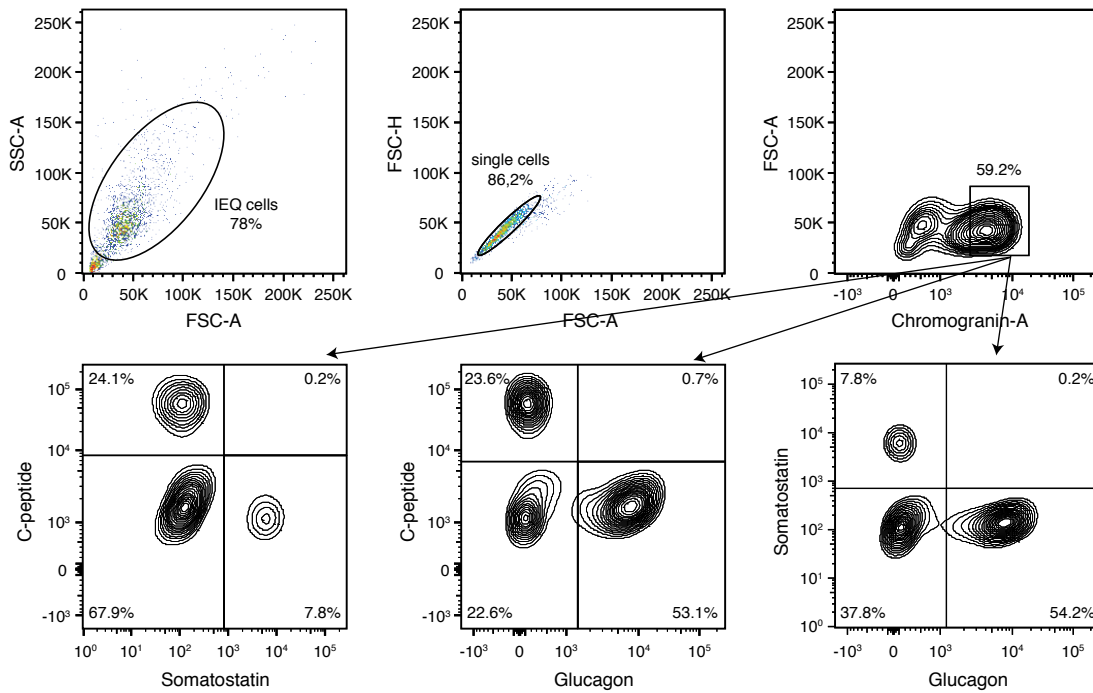 250K
200K
150K
100K
50K
0
SSC-A
IEQ cells
78%
0 50K 100K 150K 200K 250K
FSC-A
250K
200K
150K
100K
50K
0
FSC-H
single cells
86,2%
0 50K 100K 150K 200K 250K
FSC-A
250K
200K
150K
100K
50K
0
FSC-A
59.2%
-10³ 0 10³ 10⁴ 10⁵
Chromogranin-A
24.1% 0.2%
10⁵
10⁴
10³
0
-10³
C-peptide
67.9% 7.8%
10⁰ 10¹ 10² 10³ 10⁴ 10⁵
Somatostatin
23.6% 0.7%
10⁵
10⁴
10³
0
-10³
C-peptide
22.6% 53.1%
-10³ 0 10³ 10⁴ 10⁵
Glucagon
7.8% 0.2%
10⁵
10⁴
10³
10²
10¹
10⁰
Somatostatin
37.8% 54.2%
-10³ 0 10³ 10⁴ 10⁵
Glucagon